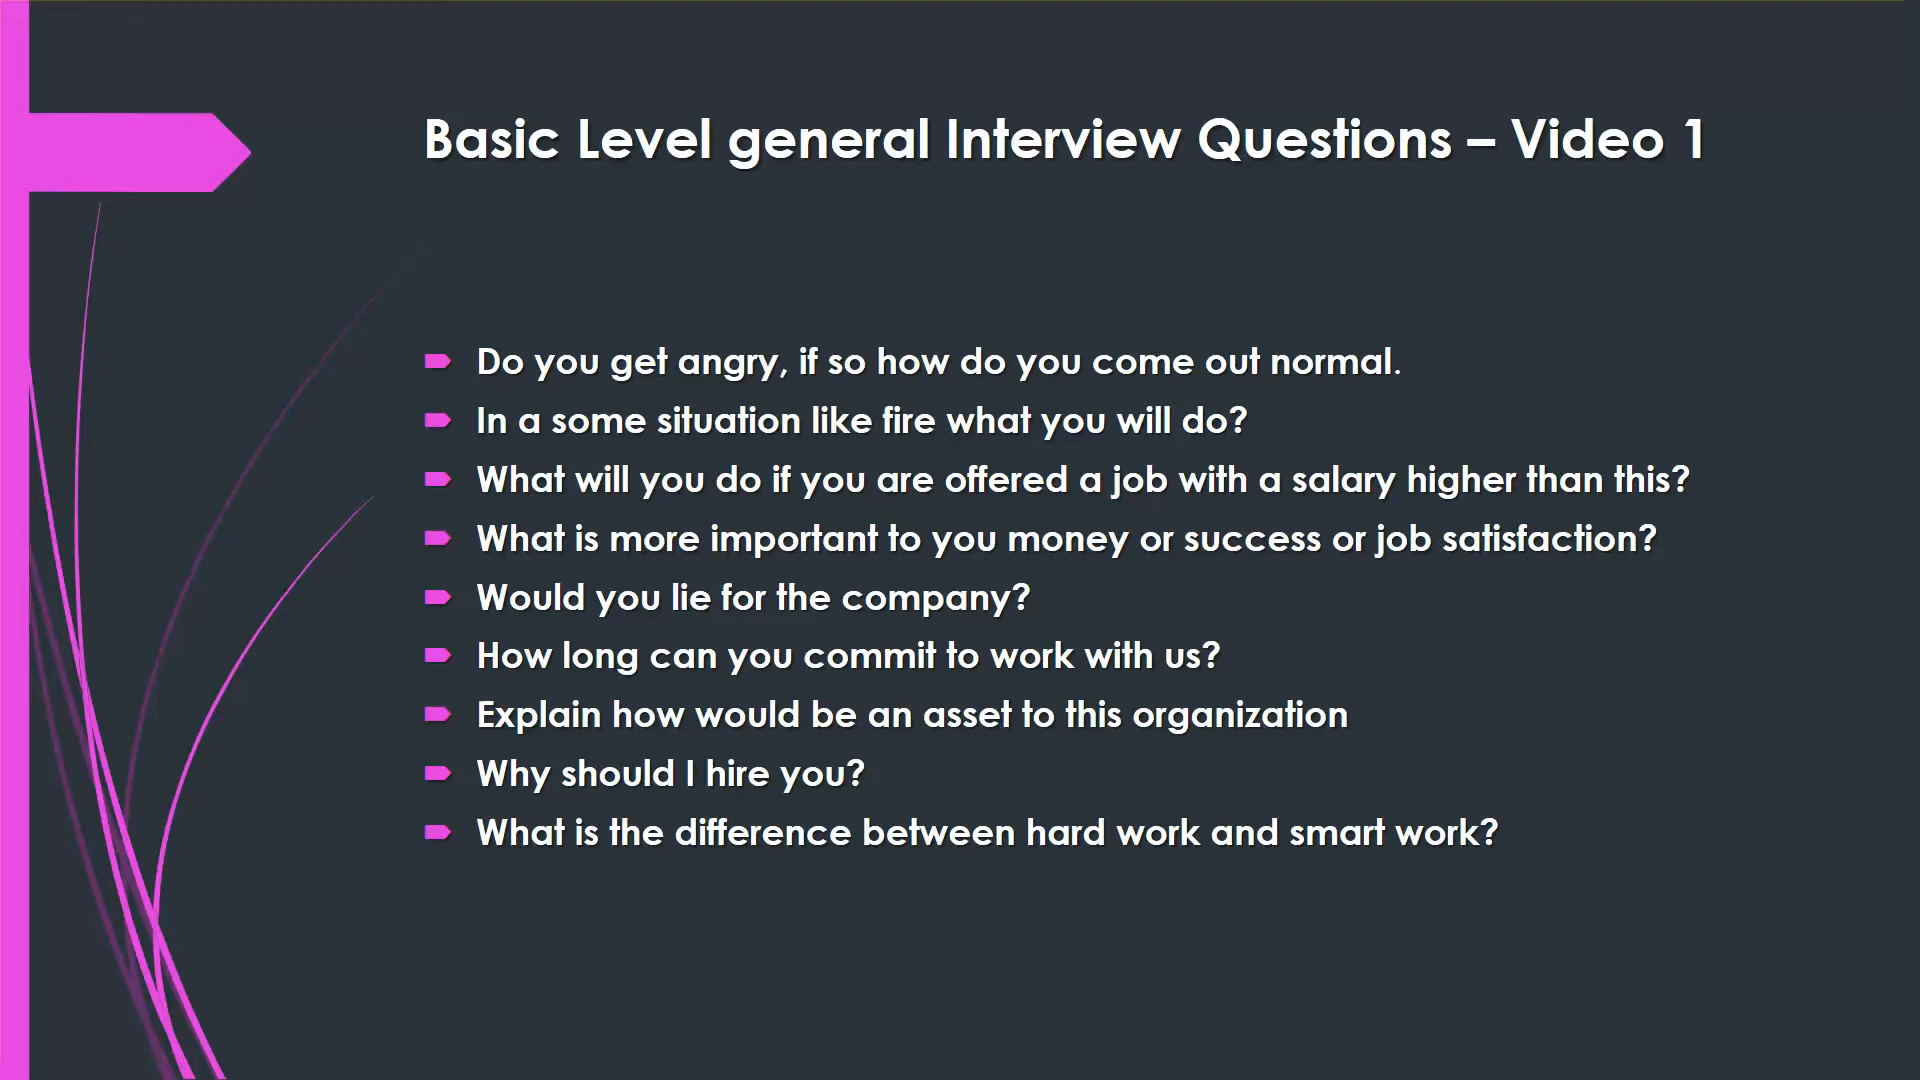 Basic Level general Interview Questions – Video 1
Do you get angry, if so how do you come out normal.
In a some situation like fire what you will do?
What will you do if you are offered a job with a salary higher than this?
What is more important to you money or success or job satisfaction?
Would you lie for the company?
How long can you commit to work with us?
Explain how would be an asset to this organization
Why should I hire you?
What is the difference between hard work and smart work?